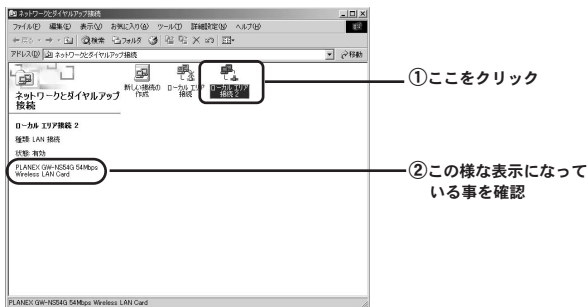 ネットワークとダイヤルアップ接続
ファイル(F) 編集(E) 表示(V) お気に入り(A) ツール(T) 詳細設定(N) ヘルプ(H)
戻る 検索 フォルダ
アドレス(D) ネットワークとダイヤルアップ接続 移動
ネットワークとダイヤルアップ接続
新しい接続の作成
ローカル エリア接続
ローカル エリア接続 2
ローカル エリア接続 2
種類: LAN 接続
状態: 有効
PLANEX GW-NS54G 54Mbps
Wireless LAN Card
PLANEX GW-NS54G 54Mbps Wireless LAN Card
①ここをクリック
②この様な表示になって
いる事を確認